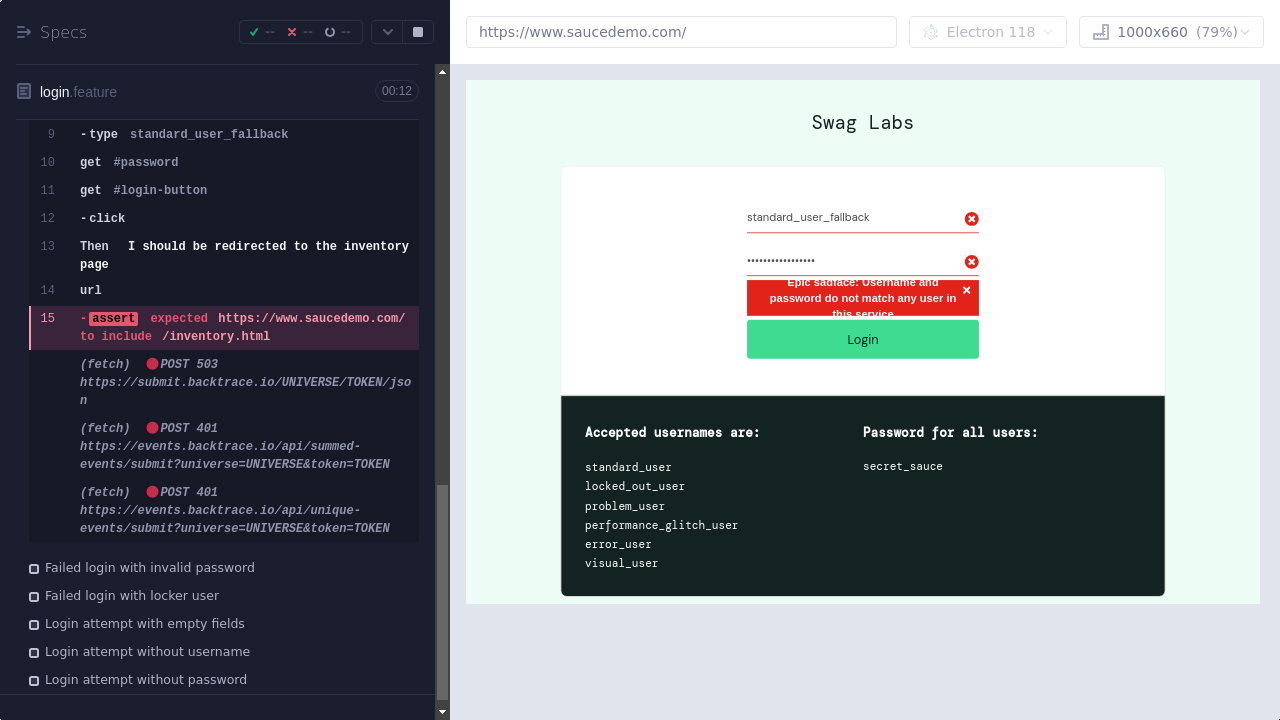 Specs
--
--
--
https://www.saucedemo.com/
Electron 118
1000x660 (79%)
login.feature
00:12
9 -type standard_user_fallback
10 get #password
11 get #login-button
12 -click
13 Then I should be redirected to the inventory
page
14 url
15 -assert expected https://www.saucedemo.com/
to include /inventory.html
(fetch) POST 503
https://submit.backtrace.io/UNIVERSE/TOKEN/jso
n
(fetch) POST 401
https://events.backtrace.io/api/summed-
events/submit?universe=UNIVERSE&token=TOKEN
(fetch) POST 401
https://events.backtrace.io/api/unique-
events/submit?universe=UNIVERSE&token=TOKEN
Failed login with invalid password
Failed login with locker user
Login attempt with empty fields
Login attempt without username
Login attempt without password
Swag Labs
standard_user_fallback
•••••••••••••••••
Epic sadface: Username and
password do not match any user in
this service
Login
Accepted usernames are:
standard_user
locked_out_user
problem_user
performance_glitch_user
error_user
visual_user
Password for all users:
secret_sauce